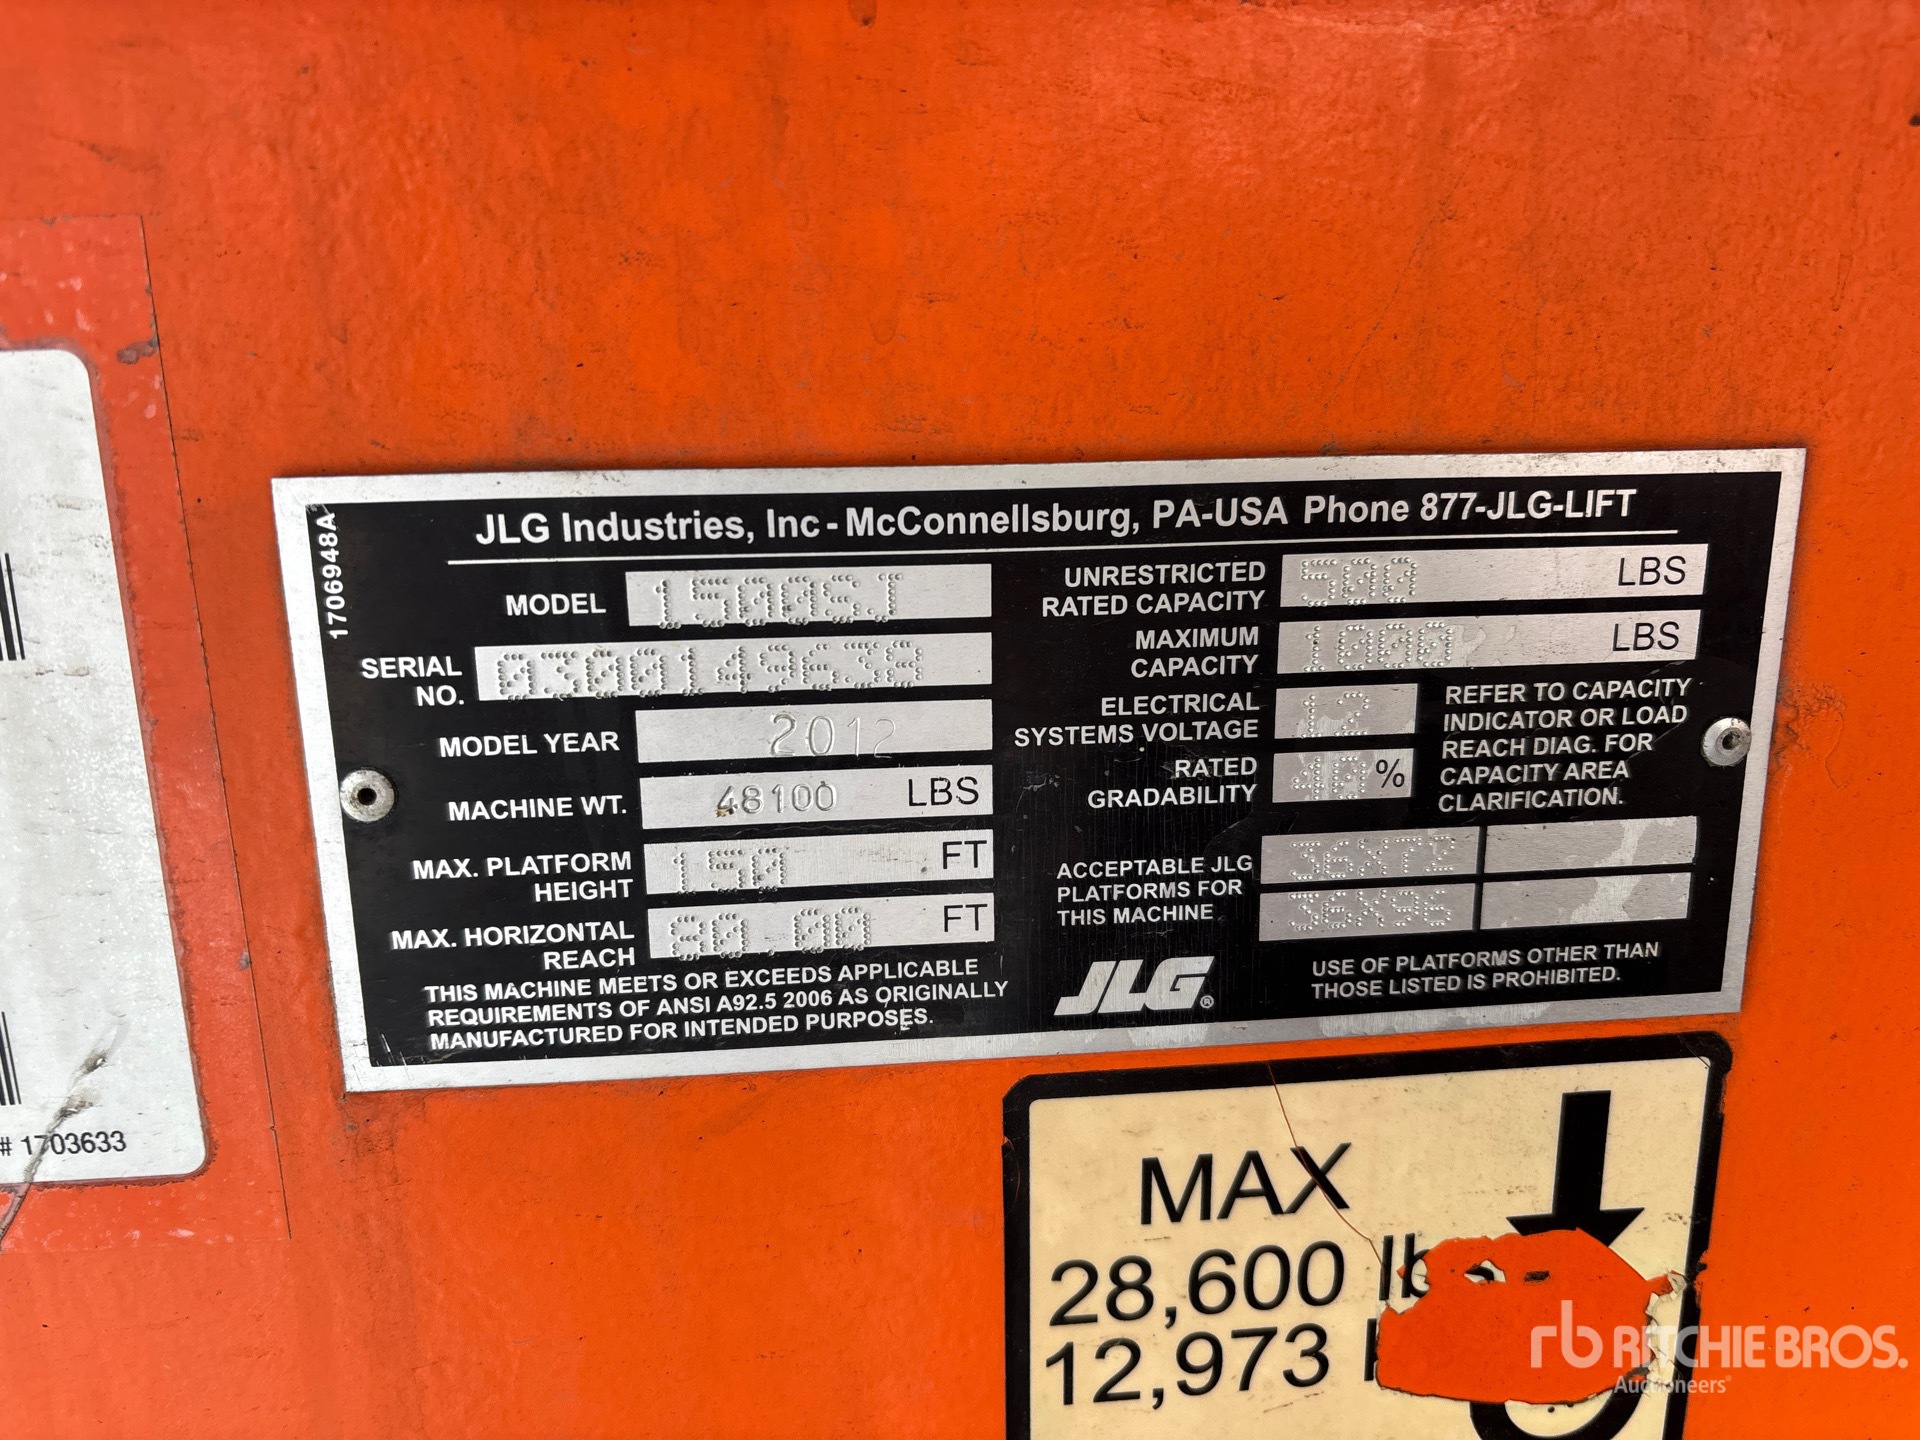 1706948A
JLG Industries, Inc - McConnellsburg, PA-USA Phone 877-JLG-LIFT
MODEL 1500SJ
SERIAL NO. 0300149639
MODEL YEAR 2012
MACHINE WT. 48100 LBS
MAX. PLATFORM HEIGHT 150 FT
MAX. HORIZONTAL REACH 80.00 FT
THIS MACHINE MEETS OR EXCEEDS APPLICABLE
REQUIREMENTS OF ANSI A92.5 2006 AS ORIGINALLY
MANUFACTURED FOR INTENDED PURPOSES.
UNRESTRICTED RATED CAPACITY 500 LBS
MAXIMUM CAPACITY 1000 LBS
ELECTRICAL SYSTEMS VOLTAGE 12
RATED GRADABILITY 40 %
REFER TO CAPACITY
INDICATOR OR LOAD
REACH DIAG. FOR
CAPACITY AREA
CLARIFICATION.
ACCEPTABLE JLG
PLATFORMS FOR
THIS MACHINE
36X72
36X96
JLG®
USE OF PLATFORMS OTHER THAN
THOSE LISTED IS PROHIBITED.
# 1703633
MAX
28,600
12,973
rb RITCHIE BROS.
Auctioneers